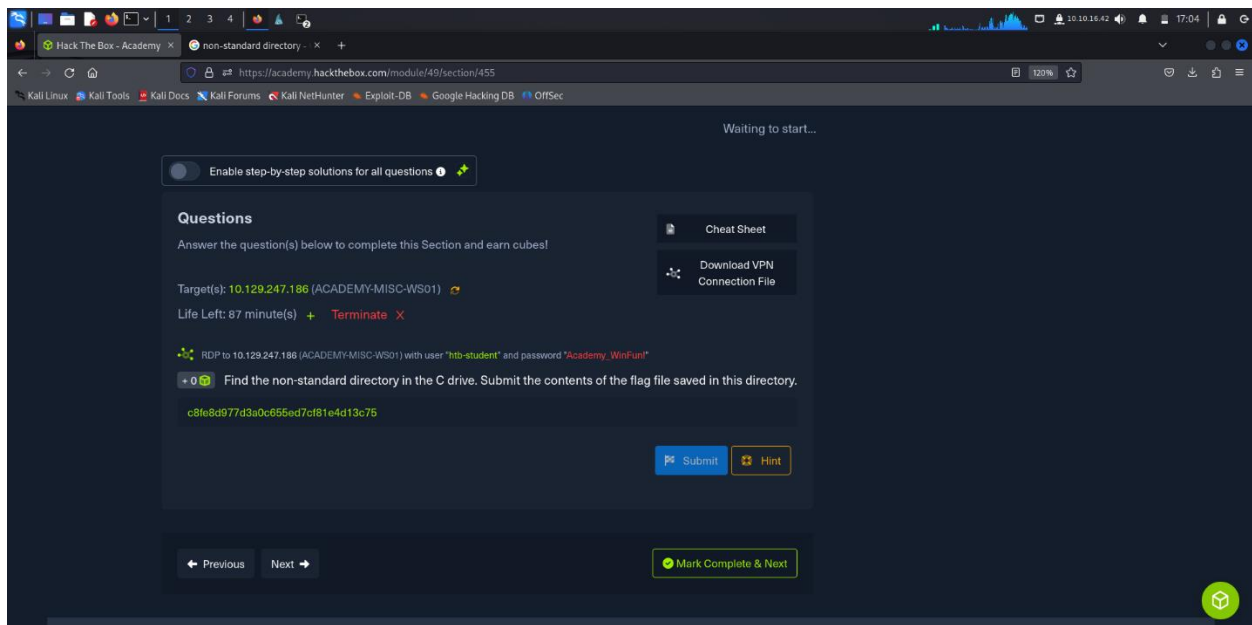 1 2 3 4
10.10.16.42 17:04
Hack The Box - Academy × non-standard directory - × +
https://academy.hackthebox.com/module/49/section/455 120%
Kali Linux Kali Tools Kali Docs Kali Forums Kali NetHunter Exploit-DB Google Hacking DB OffSec
Waiting to start...
Enable step-by-step solutions for all questions
Questions
Answer the question(s) below to complete this Section and earn cubes!
Cheat Sheet
Download VPN
Connection File
Target(s): 10.129.247.186 (ACADEMY-MISC-WS01)
Life Left: 87 minute(s) + Terminate X
RDP to 10.129.247.186 (ACADEMY-MISC-WS01) with user "htb-student" and password "Academy_WinFun!"
+ 0 Find the non-standard directory in the C drive. Submit the contents of the flag file saved in this directory.
c8fe8d977d3a0c655ed7cf81e4d13c75
Submit Hint
Previous Next
Mark Complete & Next